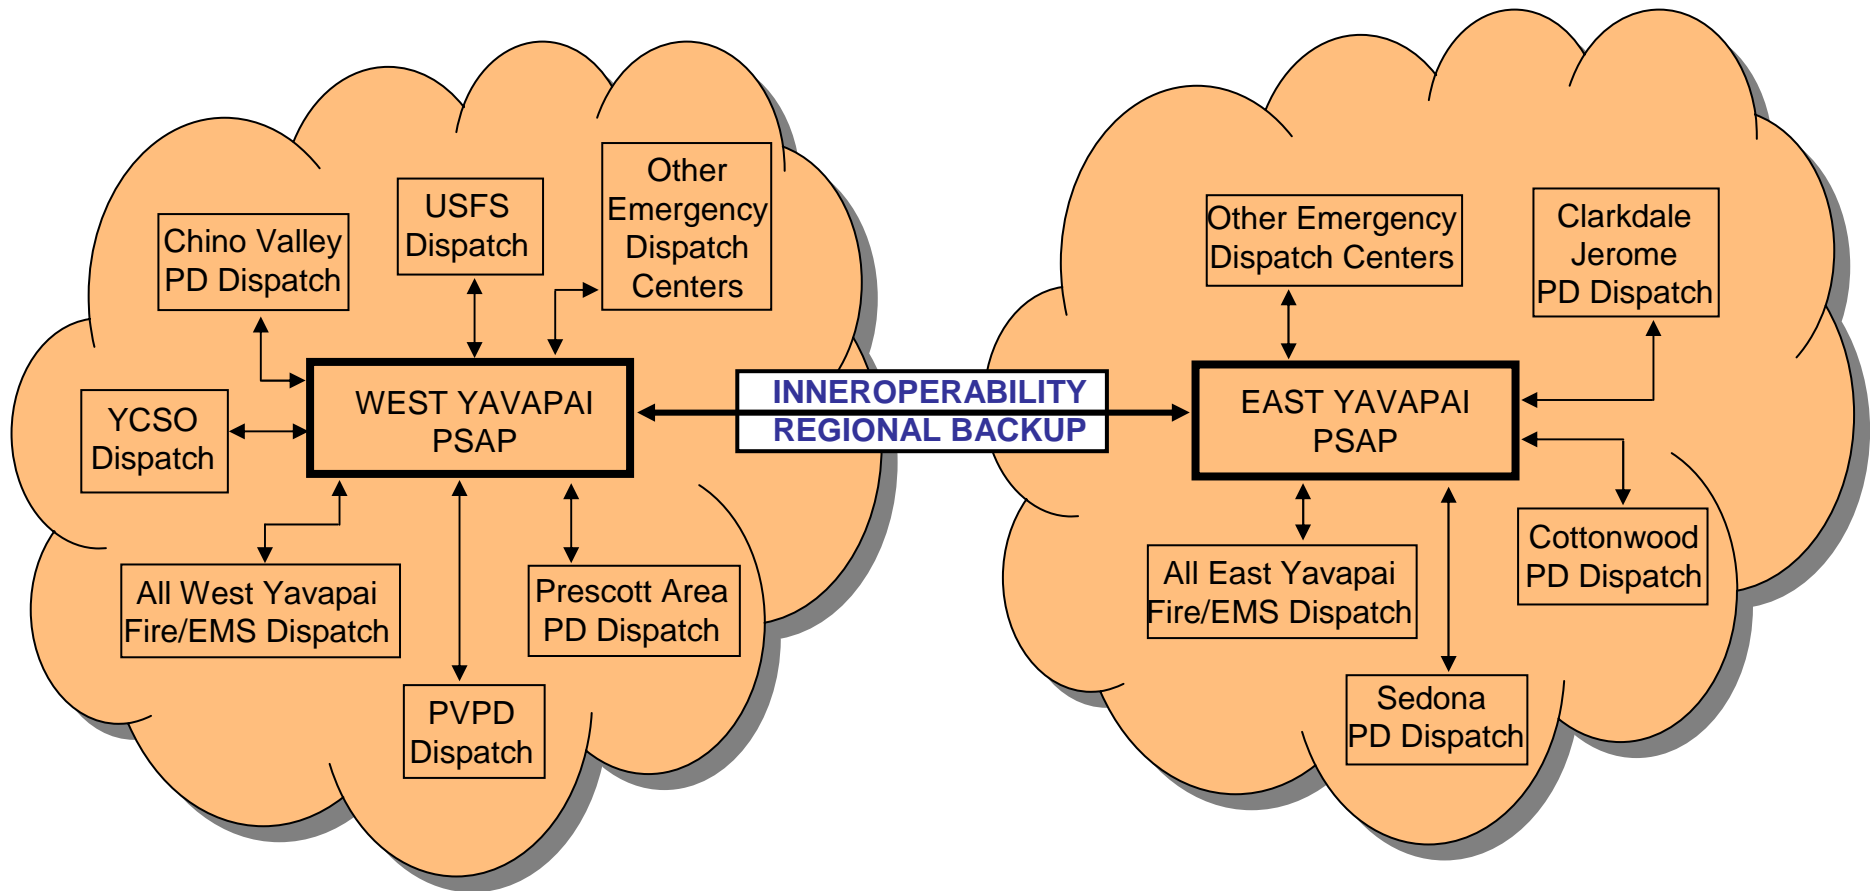 Other
Emergency
Dispatch
Centers
USFS
Dispatch
Chino Valley
PD Dispatch
WEST YAVAPAI
PSAP
YCSO
Dispatch
All West Yavapai
Fire/EMS Dispatch
Prescott Area
PD Dispatch
PVPD
Dispatch
INNEROPERABILITY
REGIONAL BACKUP
Other Emergency
Dispatch Centers
Clarkdale
Jerome
PD Dispatch
EAST YAVAPAI
PSAP
Cottonwood
PD Dispatch
All East Yavapai
Fire/EMS Dispatch
Sedona
PD Dispatch